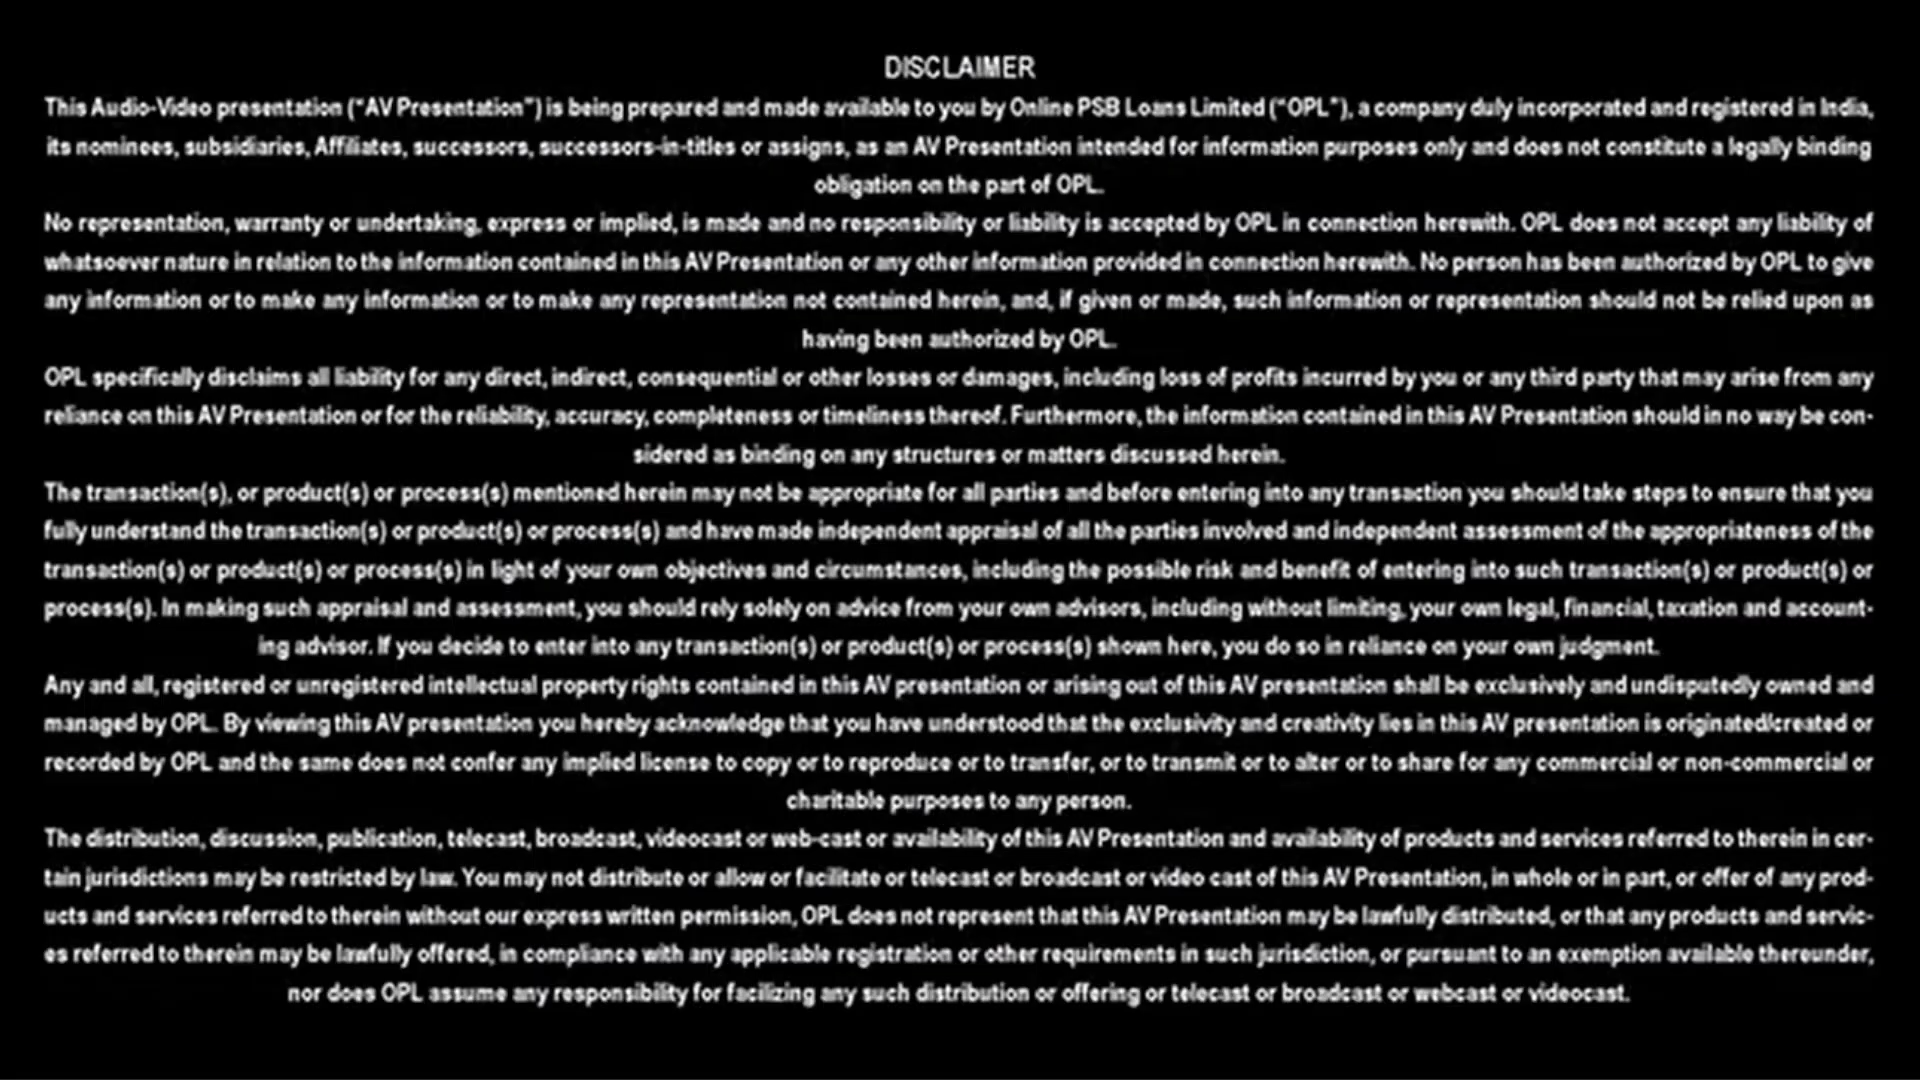 DISCLAIMER
This Audio-Video presentation ("AV Presentation") is being prepared and made available to you by Online PSB Loans Limited ("OPL"), a company duly incorporated and registered in India,
its nominees, subsidiaries, Affiliates, successors, successors-in-titles or assigns, as an AV Presentation intended for information purposes only and does not constitute a legally binding
obligation on the part of OPL.
No representation, warranty or undertaking, express or implied, is made and no responsibility or liability is accepted by OPL in connection herewith. OPL does not accept any liability of
whatsoever nature in relation to the information contained in this AV Presentation or any other information provided in connection herewith. No person has been authorized by OPL to give
any information or to make any information or to make any representation not contained herein, and, if given or made, such information or representation should not be relied upon as
having been authorized by OPL.
OPL specifically disclaims all liability for any direct, indirect, consequential or other losses or damages, including loss of profits incurred by you or any third party that may arise from any
reliance on this AV Presentation or for the reliability, accuracy, completeness or timeliness thereof. Furthermore, the information contained in this AV Presentation should in no way be con-
sidered as binding on any structures or matters discussed herein.
The transaction(s), or product(s) or process(s) mentioned herein may not be appropriate for all parties and before entering into any transaction you should take steps to ensure that you
fully understand the transaction(s) or product(s) or process(s) and have made independent appraisal of all the parties involved and independent assessment of the appropriateness of the
transaction(s) or product(s) or process(s) in light of your own objectives and circumstances, including the possible risk and benefit of entering into such transaction(s) or product(s) or
process(s). In making such appraisal and assessment, you should rely solely on advice from your own advisors, including without limiting, your own legal, financial, taxation and account-
ing advisor. If you decide to enter into any transaction(s) or product(s) or process(s) shown here, you do so in reliance on your own judgment.
Any and all, registered or unregistered intellectual property rights contained in this AV presentation or arising out of this AV presentation shall be exclusively and undisputedly owned and
managed by OPL. By viewing this AV presentation you hereby acknowledge that you have understood that the exclusivity and creativity lies in this AV presentation is originated/created or
recorded by OPL and the same does not confer any implied license to copy or to reproduce or to transfer, or to transmit or to alter or to share for any commercial or non-commercial or
charitable purposes to any person.
The distribution, discussion, publication, telecast, broadcast, videocast or web-cast or availability of this AV Presentation and availability of products and services referred to therein in cer-
tain jurisdictions may be restricted by law. You may not distribute or allow or facilitate or telecast or broadcast or video cast of this AV Presentation, in whole or in part, or offer of any prod-
ucts and services referred to therein without our express written permission, OPL does not represent that this AV Presentation may be lawfully distributed, or that any products and servic-
es referred to therein may be lawfully offered, in compliance with any applicable registration or other requirements in such jurisdiction, or pursuant to an exemption available thereunder,
nor does OPL assume any responsibility for facilizing any such distribution or offering or telecast or broadcast or webcast or videocast.